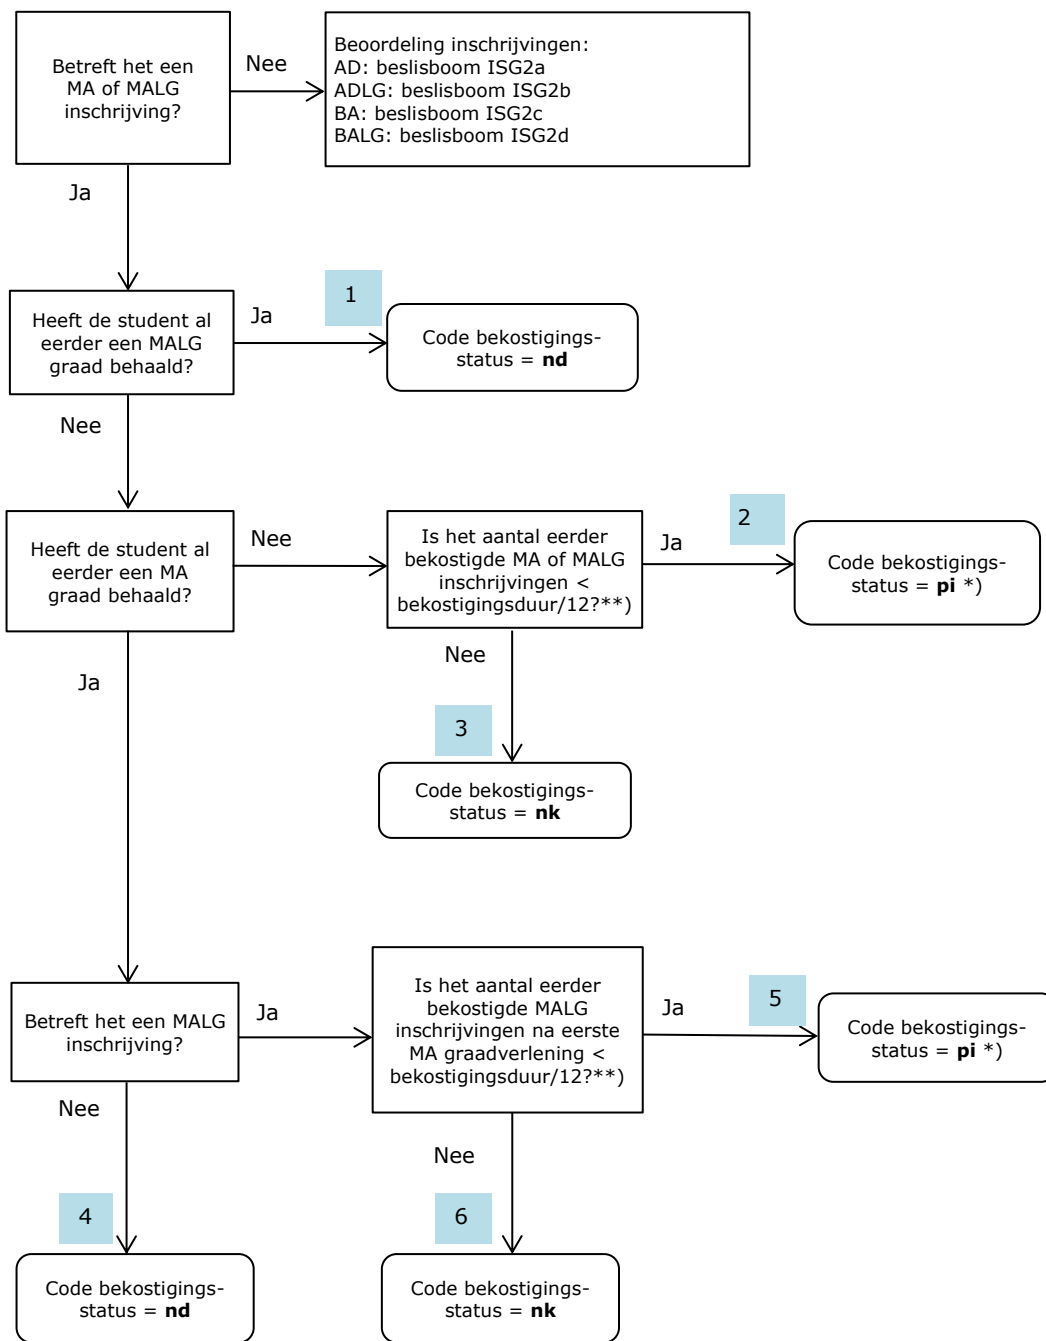 Betreft het een
MA of MALG
inschrijving?
Nee
Beoordeling inschrijvingen:
AD: beslisboom ISG2a
ADLG: beslisboom ISG2b
BA: beslisboom ISG2c
BALG: beslisboom ISG2d
Ja
Heeft de student al
eerder een MALG
graad behaald?
Ja
1
Code bekostigings-
status = nd
Nee
Heeft de student al
eerder een MA
graad behaald?
Nee
Is het aantal eerder
bekostigde MA of MALG
inschrijvingen <
bekostigingsduur/12?**)
Ja
2
Code bekostigings-
status = pi *)
Nee
3
Code bekostigings-
status = nk
Ja
Betreft het een MALG
inschrijving?
Ja
Is het aantal eerder
bekostigde MALG
inschrijvingen na eerste
MA graadverlening <
bekostigingsduur/12?**)
Ja
5
Code bekostigings-
status = pi *)
Nee
4
Code bekostigings-
status = nd
Nee
6
Code bekostigings-
status = nk